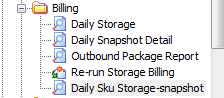 Billing
Daily Storage
Daily Snapshot Detail
Outbound Package Report
Re-run Storage Billing
Daily Sku Storage-snapshot